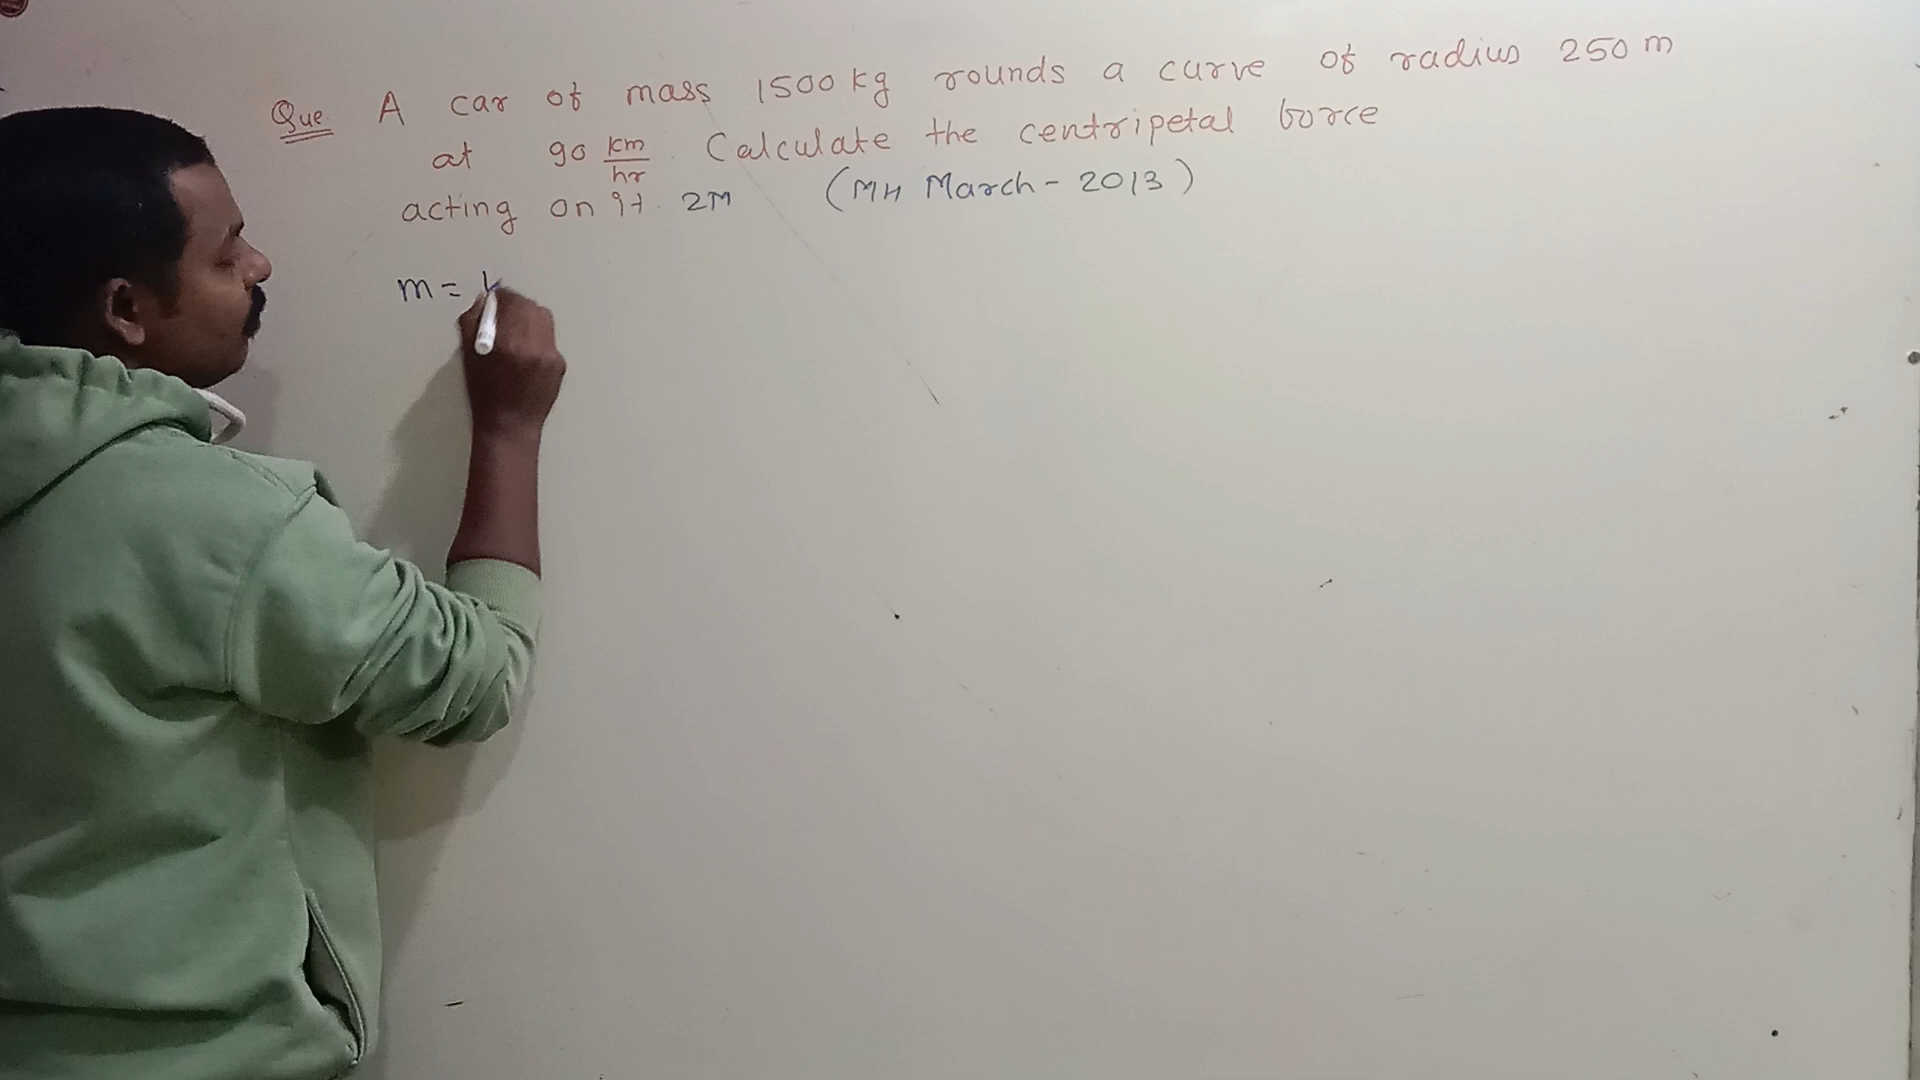 Que. A car of mass 1500 kg rounds a curve of radius 250 m
at 90 km/hr. Calculate the centripetal force
acting on it. 2M (MH March - 2013)
m =